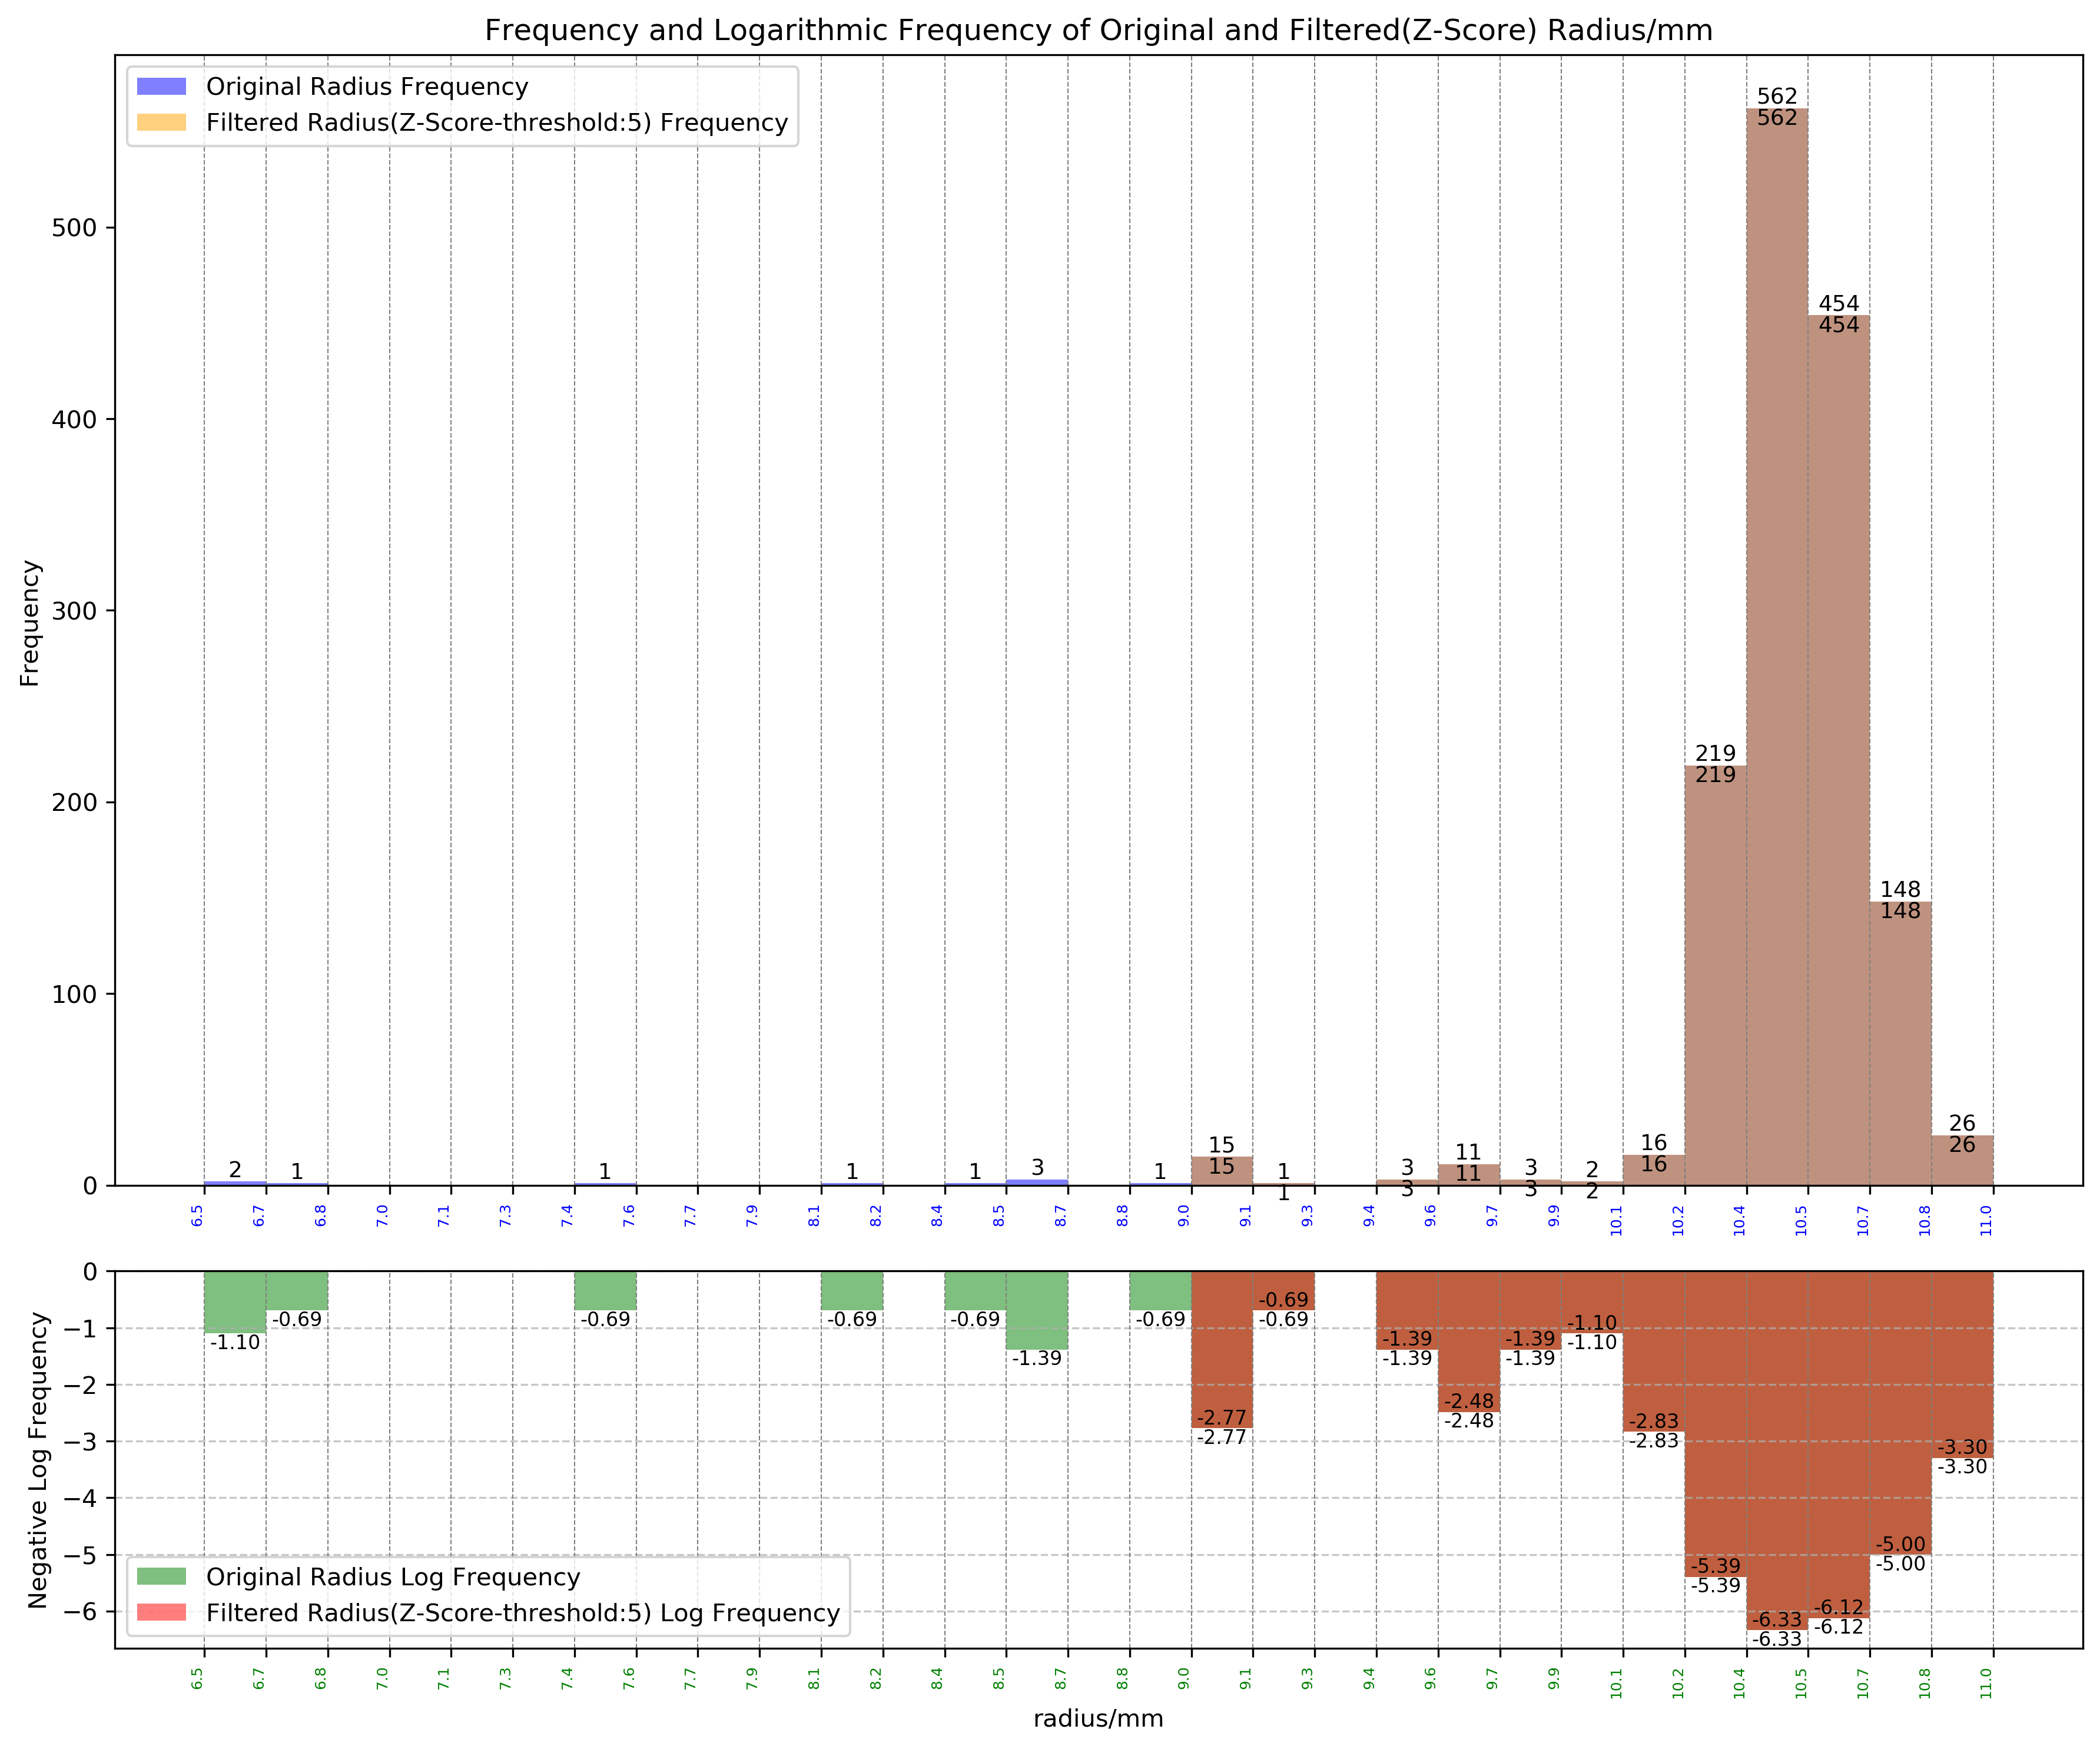 Frequency and Logarithmic Frequency of Original and Filtered(Z-Score) Radius/mm
Original Radius Frequency
Filtered Radius(Z-Score-threshold:5) Frequency
Frequency
500
400
300
200
100
0
2 1 1 1 1 3 1 15 1 3 11 3 2 16 219 562 454 148 26
15 1 3 11 3 2 16 219 562 454 148 26
6.5 6.7 6.8 7.0 7.1 7.3 7.4 7.6 7.7 7.9 8.1 8.2 8.4 8.5 8.7 8.8 9.0 9.1 9.3 9.4 9.6 9.7 9.9 10.1 10.2 10.4 10.5 10.7 10.8 11.0
Negative Log Frequency
0
−1
−2
−3
−4
−5
−6
-1.10 -0.69 -0.69 -0.69 -0.69 -1.39 -0.69 -2.77 -0.69 -1.39 -2.48 -1.39 -1.10 -2.83 -5.39 -6.33 -6.12 -5.00 -3.30
-2.77 -0.69 -1.39 -2.48 -1.39 -1.10 -2.83 -5.39 -6.33 -6.12 -5.00 -3.30
Original Radius Log Frequency
Filtered Radius(Z-Score-threshold:5) Log Frequency
6.5 6.7 6.8 7.0 7.1 7.3 7.4 7.6 7.7 7.9 8.1 8.2 8.4 8.5 8.7 8.8 9.0 9.1 9.3 9.4 9.6 9.7 9.9 10.1 10.2 10.4 10.5 10.7 10.8 11.0
radius/mm